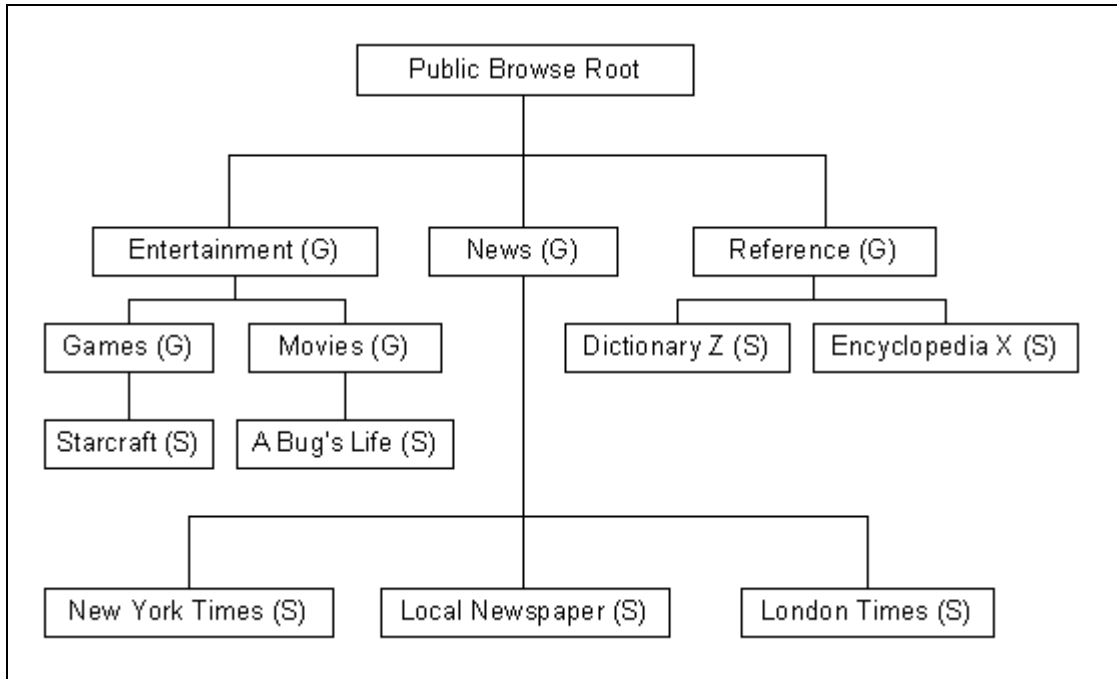 Public Browse Root
Entertainment (G)
News (G)
Reference (G)
Games (G)
Movies (G)
Dictionary Z (S)
Encyclopedia X (S)
Starcraft (S)
A Bug's Life (S)
New York Times (S)
Local Newspaper (S)
London Times (S)